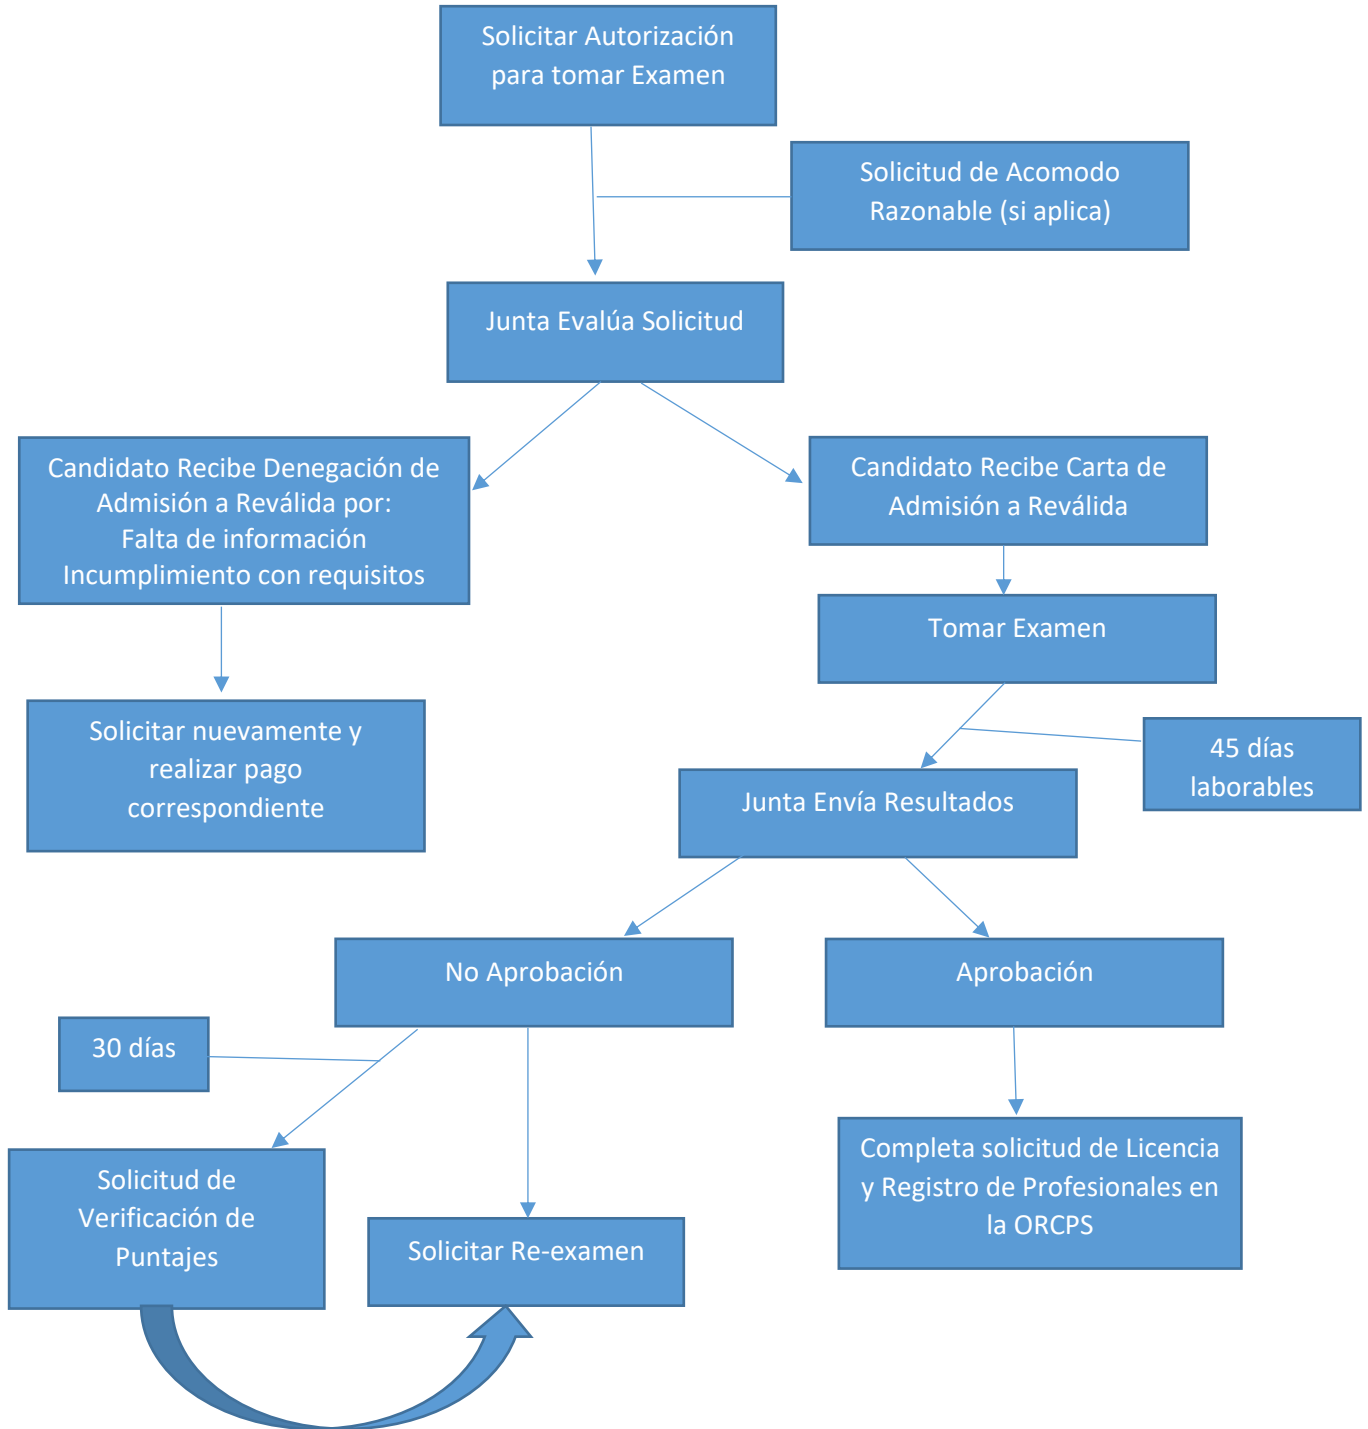 Solicitar Autorización
para tomar Examen
Solicitud de Acomodo
Razonable (si aplica)
Junta Evalúa Solicitud
Candidato Recibe Denegación de
Admisión a Reválida por:
Falta de información
Incumplimiento con requisitos
Candidato Recibe Carta de
Admisión a Reválida
Tomar Examen
Solicitar nuevamente y
realizar pago
correspondiente
45 días
laborables
Junta Envía Resultados
No Aprobación
Aprobación
30 días
Solicitud de
Verificación de
Puntajes
Solicitar Re-examen
Completa solicitud de Licencia
y Registro de Profesionales en
la ORCPS